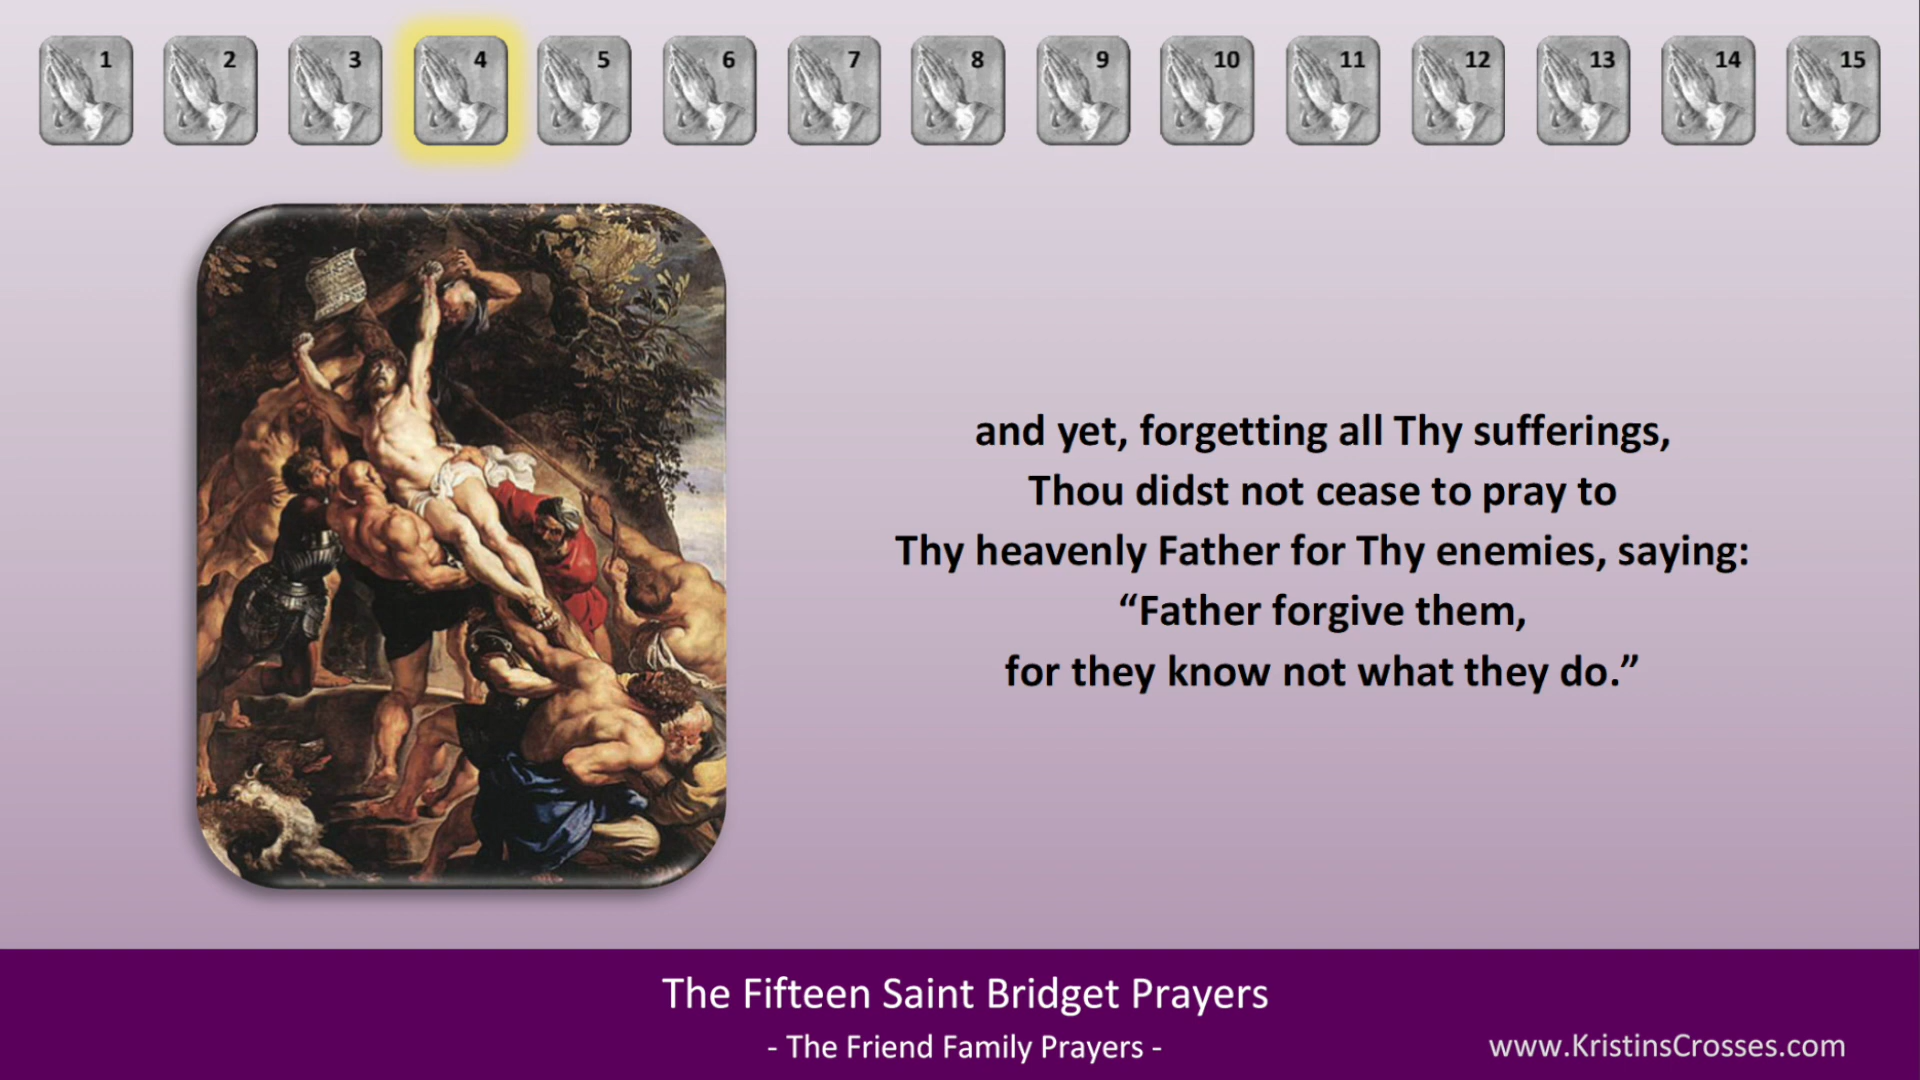 1 2 3 4 5 6 7 8 9 10 11 12 13 14 15
and yet, forgetting all Thy sufferings,
Thou didst not cease to pray to
Thy heavenly Father for Thy enemies, saying:
“Father forgive them,
for they know not what they do.”
The Fifteen Saint Bridget Prayers
- The Friend Family Prayers -
www.KristinsCrosses.com